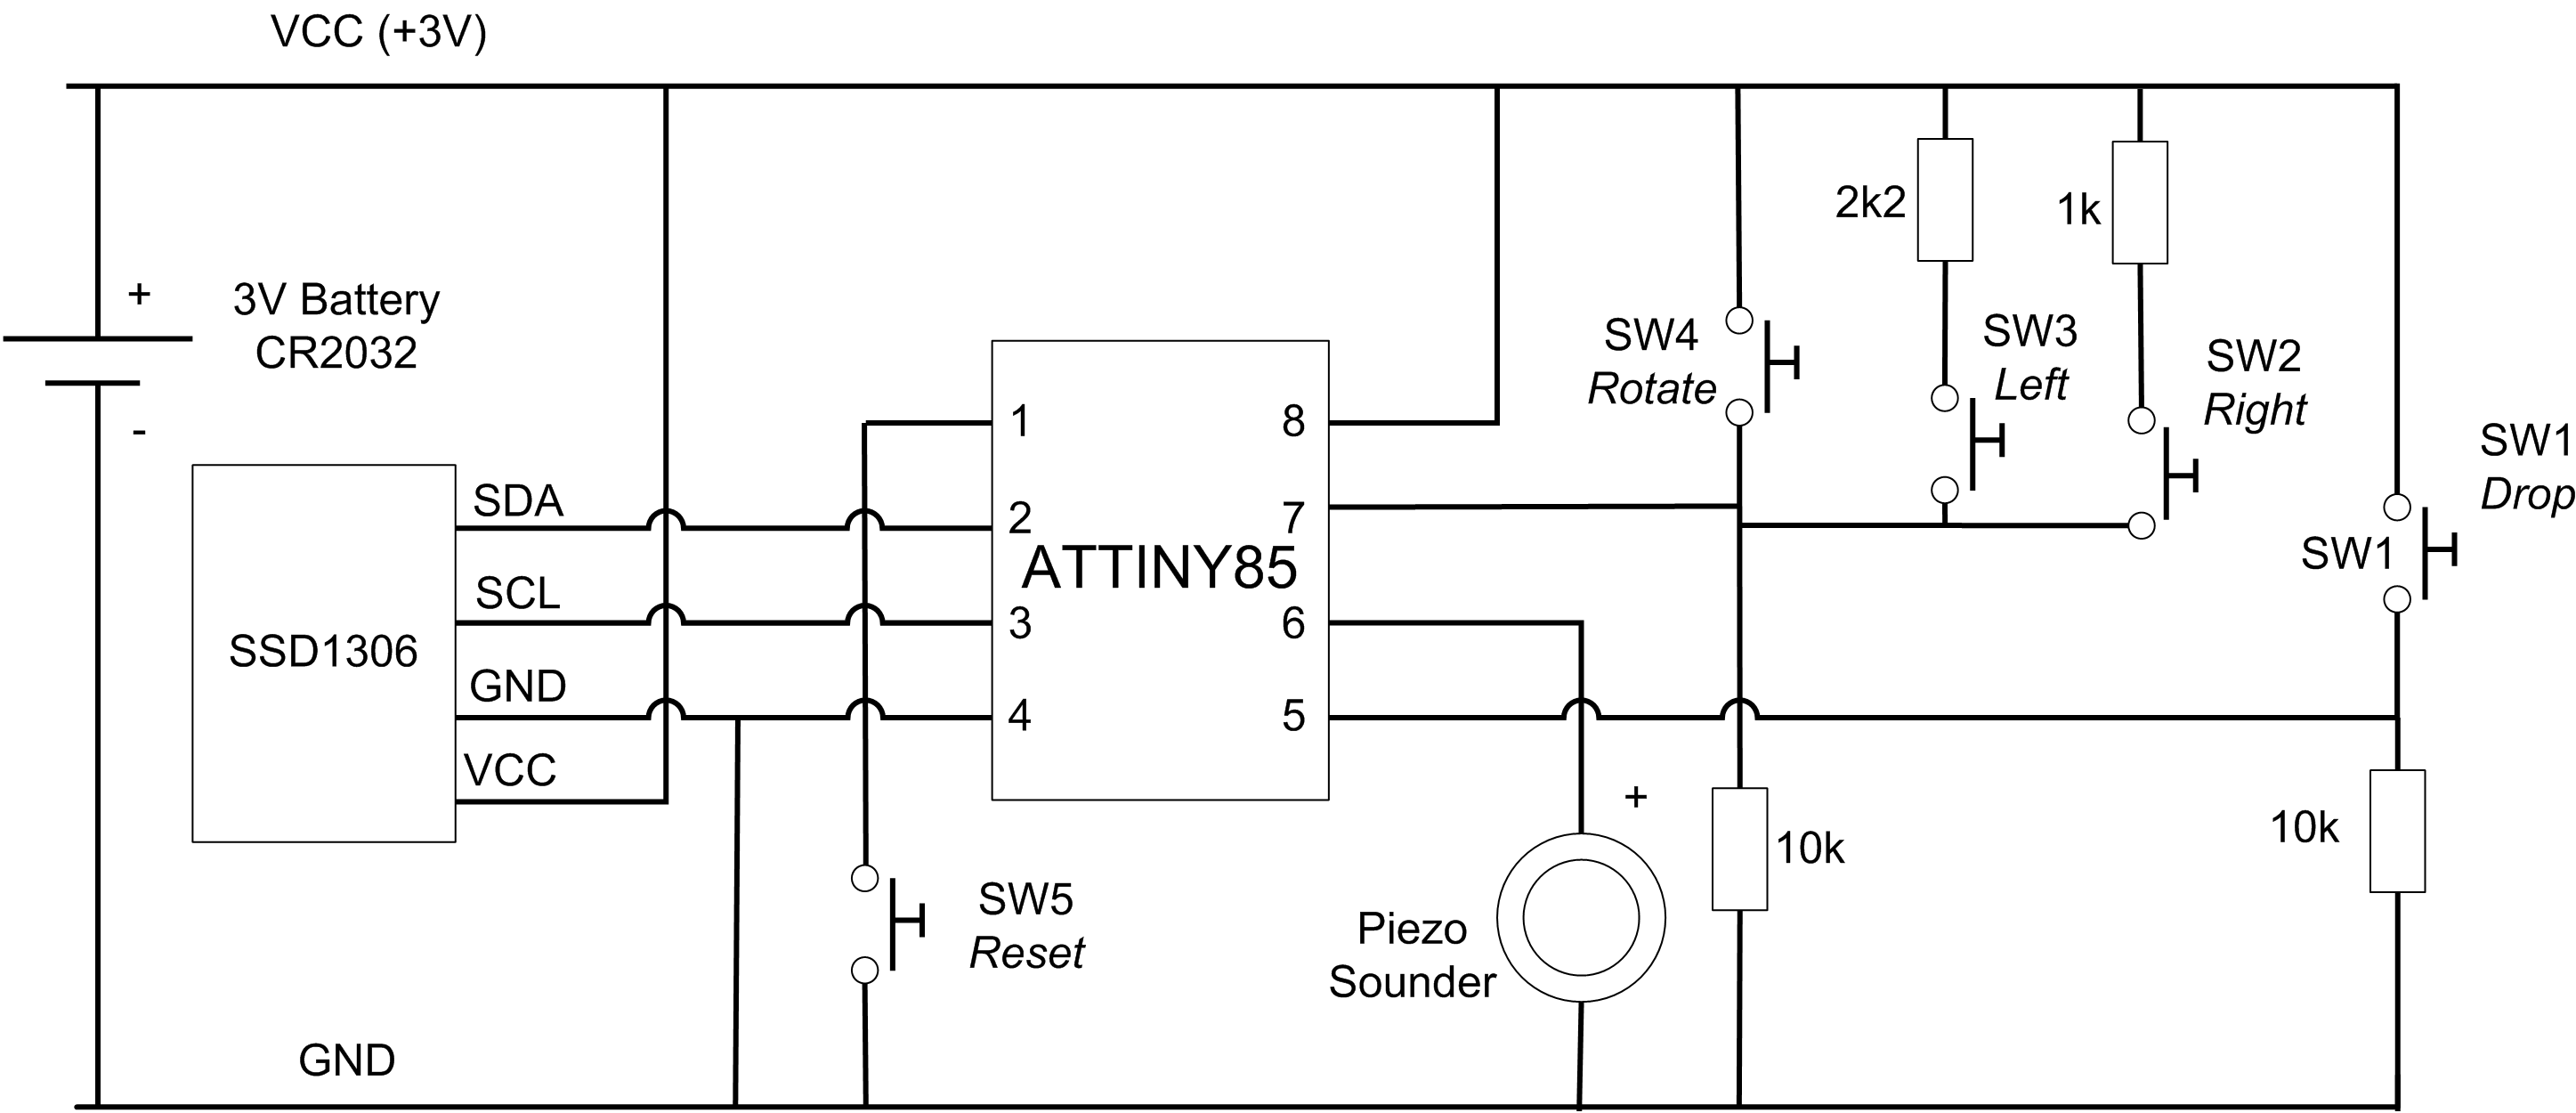 VCC (+3V)
+
3V Battery
CR2032
-
SSD1306
SDA
SCL
GND
VCC
GND
1
2
3
4
ATTINY85
8
7
6
5
SW5
Reset
+
Piezo
Sounder
SW4
Rotate
2k2
SW3
Left
1k
SW2
Right
SW1
Drop
SW1
10k
10k